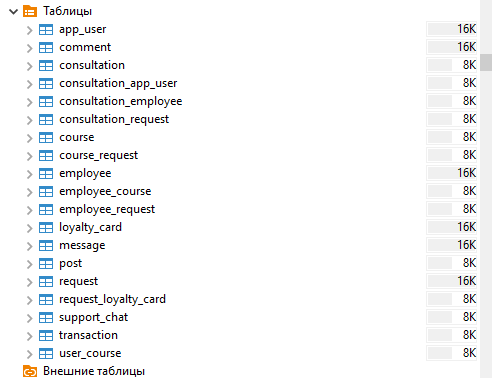 Таблицы
app_user 16K
comment 16K
consultation 8K
consultation_app_user 8K
consultation_employee 8K
consultation_request 8K
course 8K
course_request 8K
employee 16K
employee_course 8K
employee_request 8K
loyalty_card 16K
message 16K
post 8K
request 16K
request_loyalty_card 8K
support_chat 8K
transaction 8K
user_course 8K
Внешние таблицы